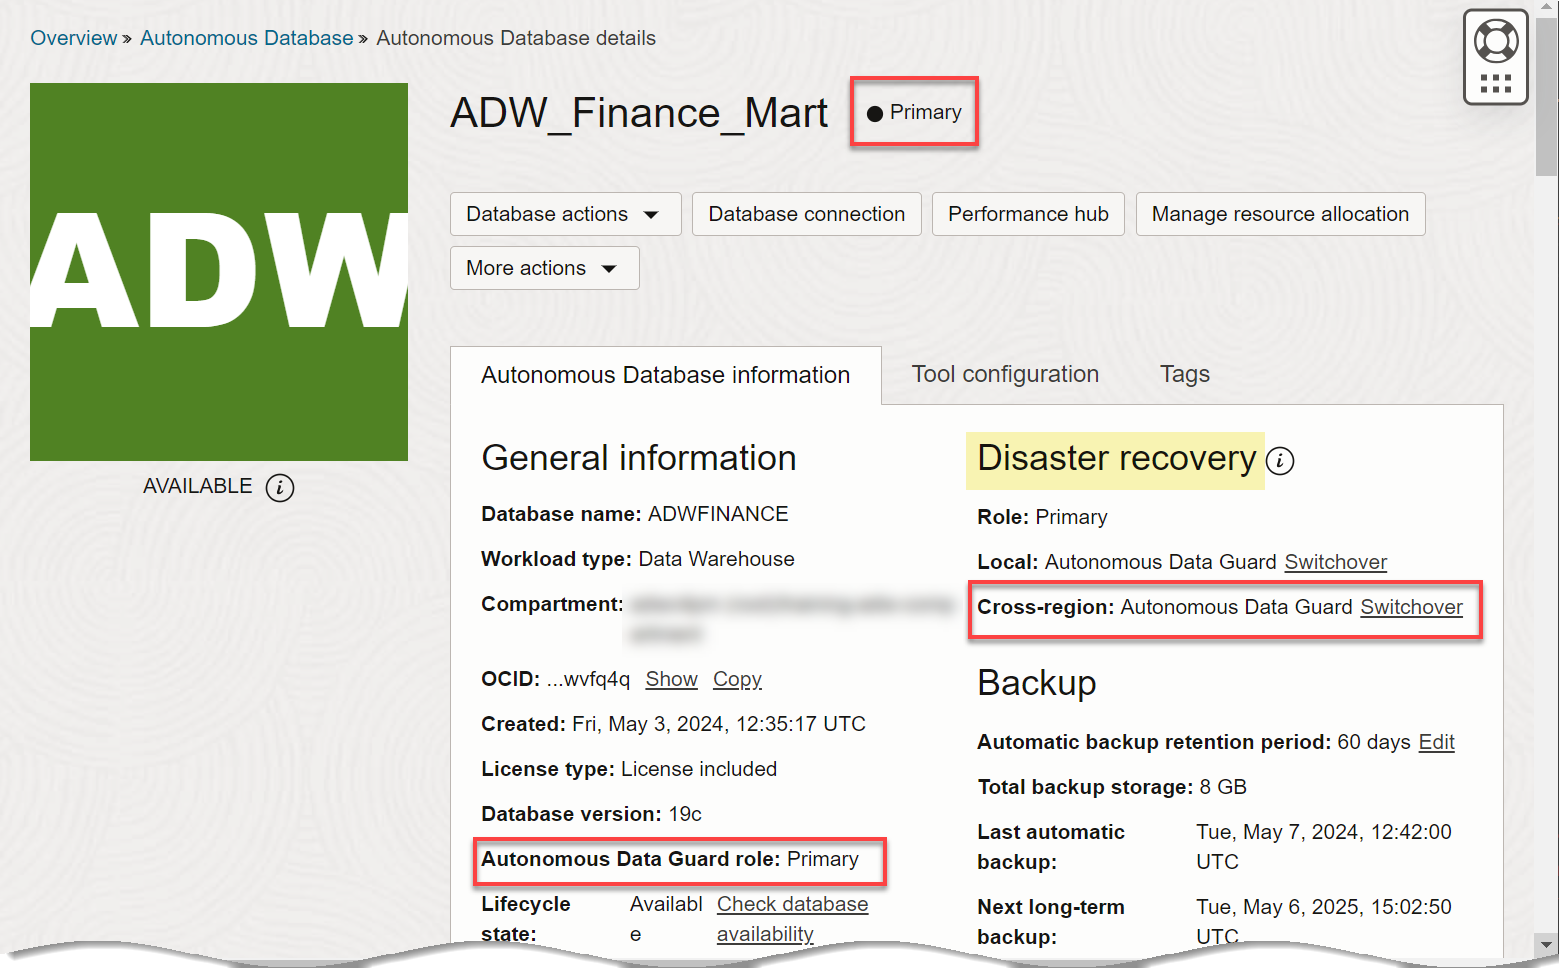 Overview » Autonomous Database » Autonomous Database details
ADW
AVAILABLE
ADW_Finance_Mart
Primary
Database actions
Database connection
Performance hub
Manage resource allocation
More actions
Autonomous Database information
Tool configuration
Tags
General information
Database name: ADWFINANCE
Workload type: Data Warehouse
Compartment:
OCID: ...wvfq4q Show Copy
Created: Fri, May 3, 2024, 12:35:17 UTC
License type: License included
Database version: 19c
Autonomous Data Guard role: Primary
Lifecycle Availabl Check database
state: e availability
Disaster recovery
Role: Primary
Local: Autonomous Data Guard Switchover
Cross-region: Autonomous Data Guard Switchover
Backup
Automatic backup retention period: 60 days Edit
Total backup storage: 8 GB
Last automatic Tue, May 7, 2024, 12:42:00
backup: UTC
Next long-term Tue, May 6, 2025, 15:02:50
backup: UTC